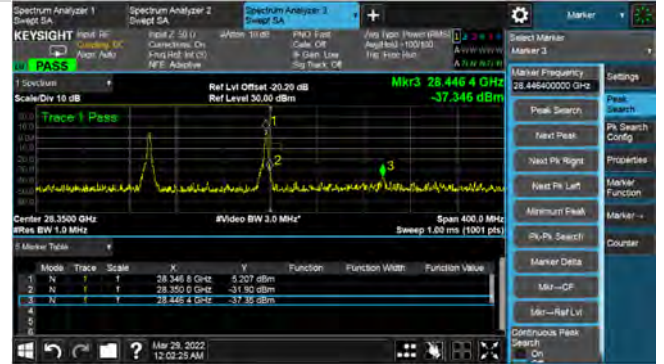 Spectrum Analyzer 1
Swept SA
Spectrum Analyzer 2
Swept SA
Spectrum Analyzer 3
Swept SA
+
Marker
KEYSIGHT Input: RF
Coupling: DC
Align: Auto
Input Z: 50 Ω
Corrections: On
Freq Ref: Int (S)
NFE: Adaptive
#Atten: 10 dB
PNO: Fast
Gate: Off
IF Gain: Low
Sig Track: Off
Avg Type: Power (RMS)
Avg|Hold: >100/100
Trig: Free Run
PASS
Select Marker
Marker 3
1 Spectrum
Scale/Div 10 dB
Ref Lvl Offset -20.20 dB
Ref Level 30.00 dBm
Mkr3 28.446 4 GHz
-37.346 dBm
Trace 1 Pass
1
2
3
Center 28.3500 GHz
#Res BW 1.0 MHz
#Video BW 3.0 MHz*
Span 400.0 MHz
Sweep 1.00 ms (1001 pts)
5 Marker Table
Mode Trace Scale X Y Function Function Width Function Value
1 N 1 f 28.346 8 GHz 5.207 dBm
2 N 1 f 28.350 0 GHz -31.90 dBm
3 N 1 f 28.446 4 GHz -37.35 dBm
4
5
6
Marker Frequency
28.446400000 GHz
Peak Search
Next Peak
Next Pk Right
Next Pk Left
Minimum Peak
Pk-Pk Search
Marker Delta
Mkr→CF
Mkr→Ref Lvl
Continuous Peak
Search
On
Off
Settings
Peak
Search
Pk Search
Config
Properties
Marker
Function
Marker→
Counter
?
Mar 29, 2022
12:03:25 AM